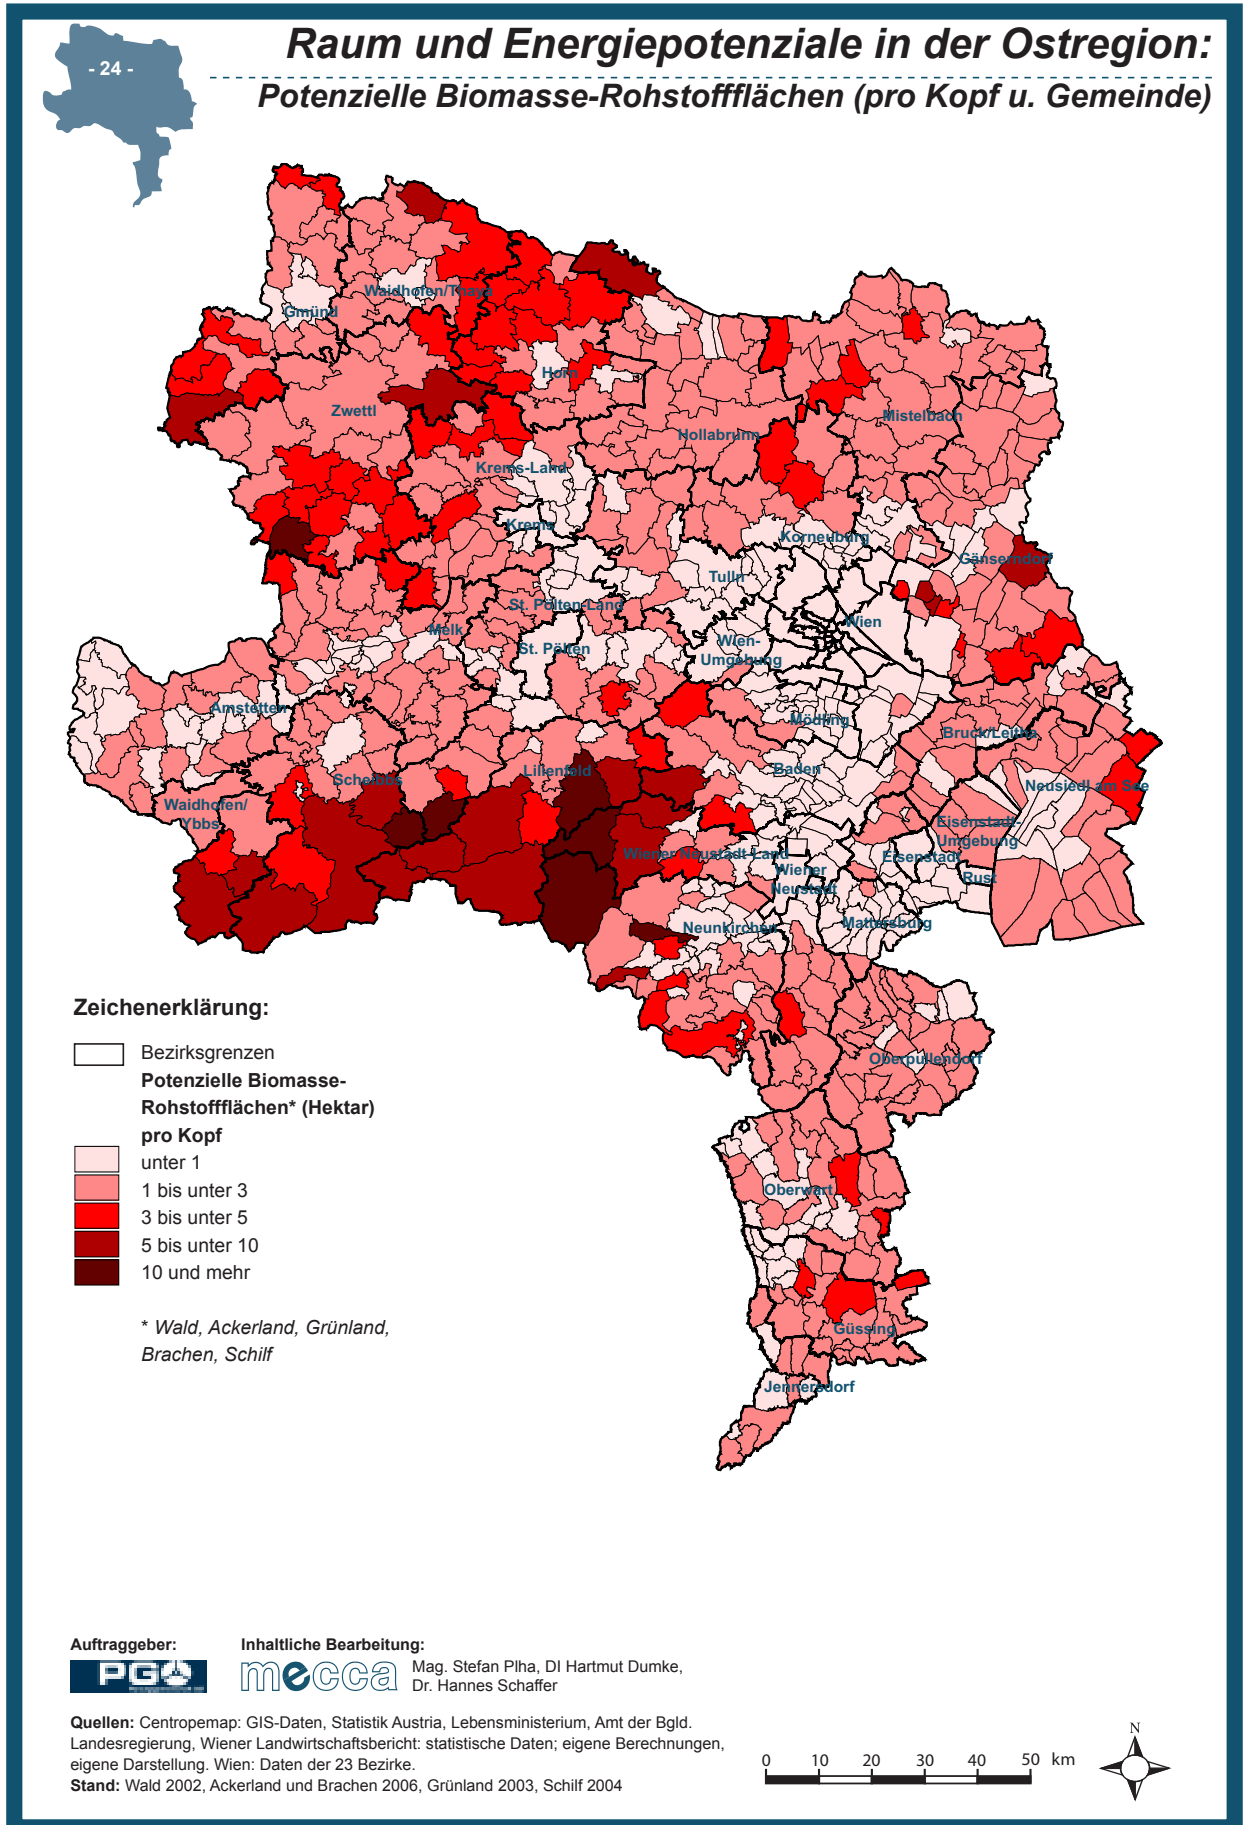 - 24 -
Raum und Energiepotenziale in der Ostregion:
Potenzielle Biomasse-Rohstoffflächen (pro Kopf u. Gemeinde)
Waidhofen/Thaya
Gmünd
Horn
Zwettl
Mistelbach
Hollabrunn
Krems-Land
Krems
Korneuburg
Gänserndorf
Tulln
St. Pölten-Land
Wien
Melk
St. Pölten
Wien-
Umgebung
Amstetten
Mödling
Bruck/Leitha
Lilienfeld
Baden
Scheibbs
Neusiedl am See
Waidhofen/
Ybbs
Eisenstadt-
Umgebung
Wiener Neustadt-Land
Eisenstadt
Wiener
Neustadt
Rust
Mattersburg
Neunkirchen
Oberpullendorf
Oberwart
Güssing
Jennersdorf
Zeichenerklärung:
Bezirksgrenzen
Potenzielle Biomasse-
Rohstoffflächen* (Hektar)
pro Kopf
unter 1
1 bis unter 3
3 bis unter 5
5 bis unter 10
10 und mehr
* Wald, Ackerland, Grünland,
Brachen, Schilf
Auftraggeber:
PGO
Inhaltliche Bearbeitung:
mecca
Mag. Stefan Plha, DI Hartmut Dumke,
Dr. Hannes Schaffer
Quellen: Centropemap: GIS-Daten, Statistik Austria, Lebensministerium, Amt der Bgld.
Landesregierung, Wiener Landwirtschaftsbericht: statistische Daten; eigene Berechnungen,
eigene Darstellung. Wien: Daten der 23 Bezirke.
Stand: Wald 2002, Ackerland und Brachen 2006, Grünland 2003, Schilf 2004
0 10 20 30 40 50 km
N